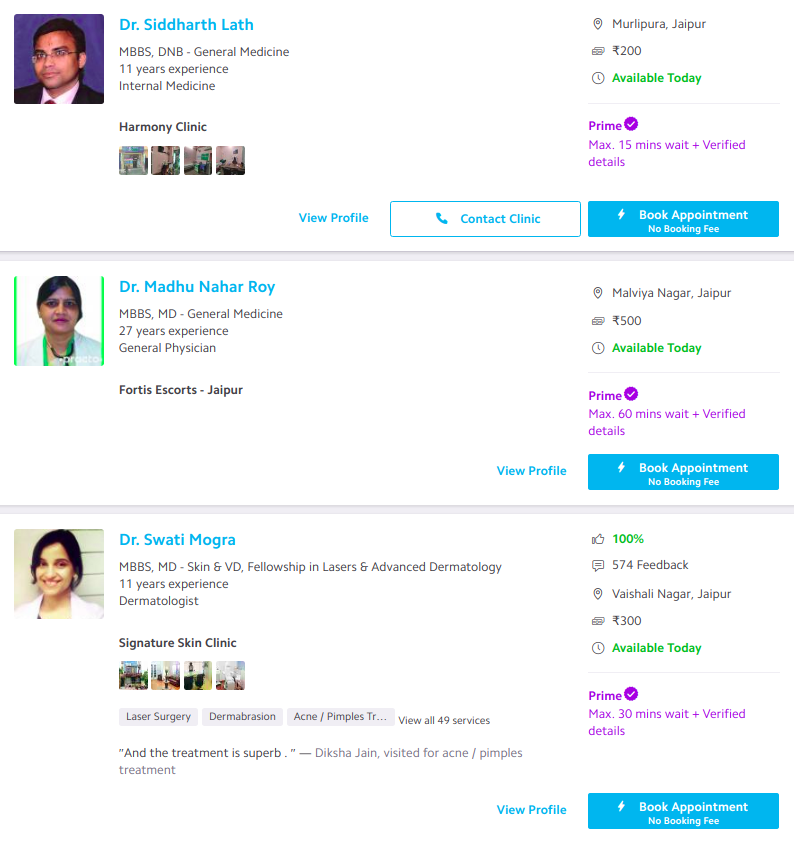 Dr. Siddharth Lath
MBBS, DNB - General Medicine
11 years experience
Internal Medicine
Harmony Clinic
Murlipura, Jaipur
₹200
Available Today
Prime
Max. 15 mins wait + Verified
details
View Profile
Contact Clinic
Book Appointment
No Booking Fee
Dr. Madhu Nahar Roy
MBBS, MD - General Medicine
27 years experience
General Physician
Fortis Escorts - Jaipur
Malviya Nagar, Jaipur
₹500
Available Today
Prime
Max. 60 mins wait + Verified
details
View Profile
Book Appointment
No Booking Fee
Dr. Swati Mogra
MBBS, MD - Skin & VD, Fellowship in Lasers & Advanced Dermatology
11 years experience
Dermatologist
Signature Skin Clinic
Laser Surgery
Dermabrasion
Acne / Pimples Tr...
View all 49 services
"And the treatment is superb . " — Diksha Jain, visited for acne / pimples
treatment
100%
574 Feedback
Vaishali Nagar, Jaipur
₹300
Available Today
Prime
Max. 30 mins wait + Verified
details
View Profile
Book Appointment
No Booking Fee